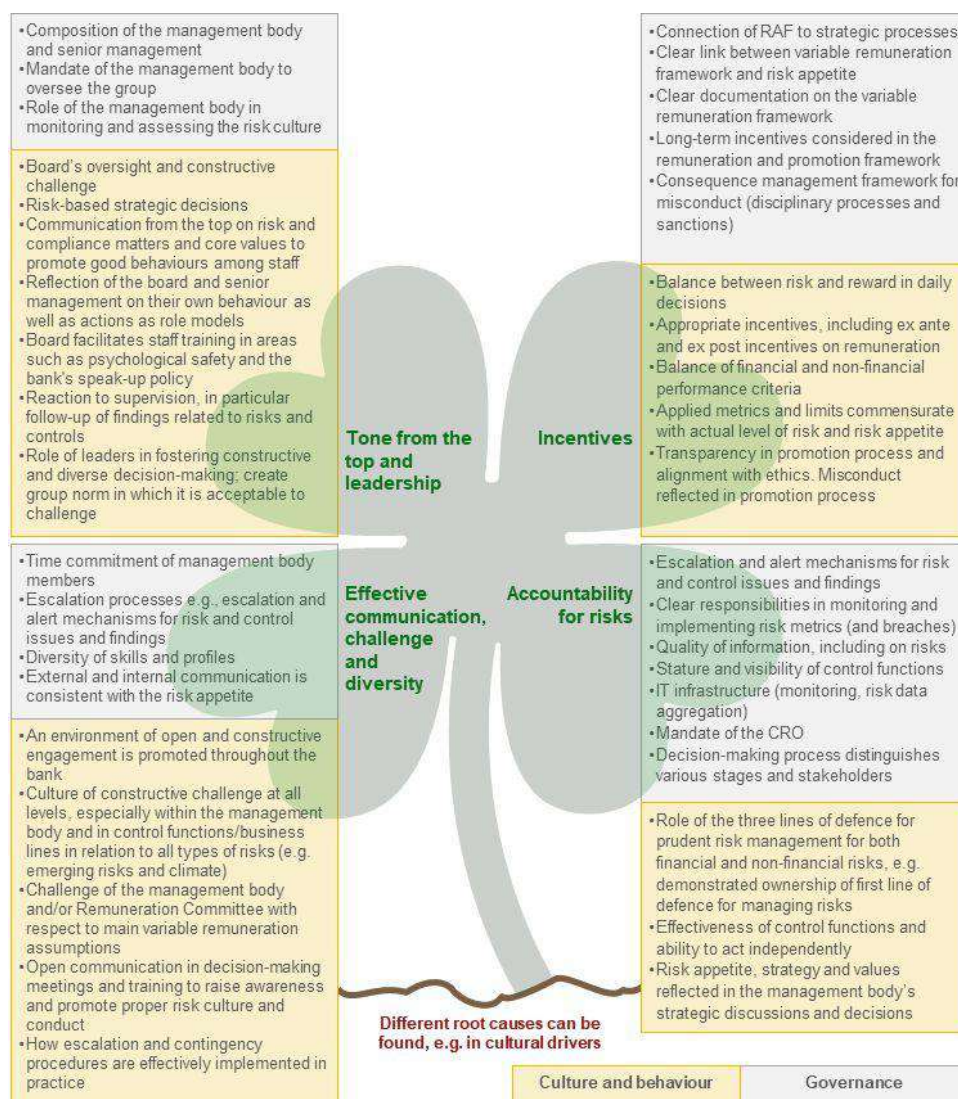 •Composition of the management body
and senior management
•Mandate of the management body to
oversee the group
•Role of the management body in
monitoring and assessing the risk culture
•Board's oversight and constructive
challenge
•Risk-based strategic decisions
•Communication from the top on risk and
compliance matters and core values to
promote good behaviours among staff
•Reflection of the board and senior
management on their own behaviour as
well as actions as role models
•Board facilitates staff training in areas
such as psychological safety and the
bank's speak-up policy
•Reaction to supervision, in particular
follow-up of findings related to risks and
controls
•Role of leaders in fostering constructive
and diverse decision-making; create
group norm in which it is acceptable to
challenge
Tone from the
top and
leadership
•Connection of RAF to strategic processes
•Clear link between variable remuneration
framework and risk appetite
•Clear documentation on the variable
remuneration framework
•Long-term incentives considered in the
remuneration and promotion framework
•Consequence management framework for
misconduct (disciplinary processes and
sanctions)
•Balance between risk and reward in daily
decisions
•Appropriate incentives, including ex ante
and ex post incentives on remuneration
•Balance of financial and non-financial
performance criteria
•Applied metrics and limits commensurate
with actual level of risk and risk appetite
•Transparency in promotion process and
alignment with ethics. Misconduct
reflected in promotion process
Incentives
•Time commitment of management body
members
•Escalation processes e.g., escalation and
alert mechanisms for risk and control
issues and findings
•Diversity of skills and profiles
•External and internal communication is
consistent with the risk appetite
•An environment of open and constructive
engagement is promoted throughout the
bank
•Culture of constructive challenge at all
levels, especially within the management
body and in control functions/business
lines in relation to all types of risks (e.g.
emerging risks and climate)
•Challenge of the management body
and/or Remuneration Committee with
respect to main variable remuneration
assumptions
•Open communication in decision-making
meetings and training to raise awareness
and promote proper risk culture and
conduct
•How escalation and contingency
procedures are effectively implemented in
practice
Effective
communication,
challenge
and
diversity
Accountability
for risks
•Escalation and alert mechanisms for risk
and control issues and findings
•Clear responsibilities in monitoring and
implementing risk metrics (and breaches)
•Quality of information, including on risks
•Stature and visibility of control functions
•IT infrastructure (monitoring, risk data
aggregation)
•Mandate of the CRO
•Decision-making process distinguishes
various stages and stakeholders
•Role of the three lines of defence for
prudent risk management for both
financial and non-financial risks, e.g.
demonstrated ownership of first line of
defence for managing risks
•Effectiveness of control functions and
ability to act independently
•Risk appetite, strategy and values
reflected in the management body's
strategic discussions and decisions
Different root causes can be
found, e.g. in cultural drivers
Culture and behaviour
Governance